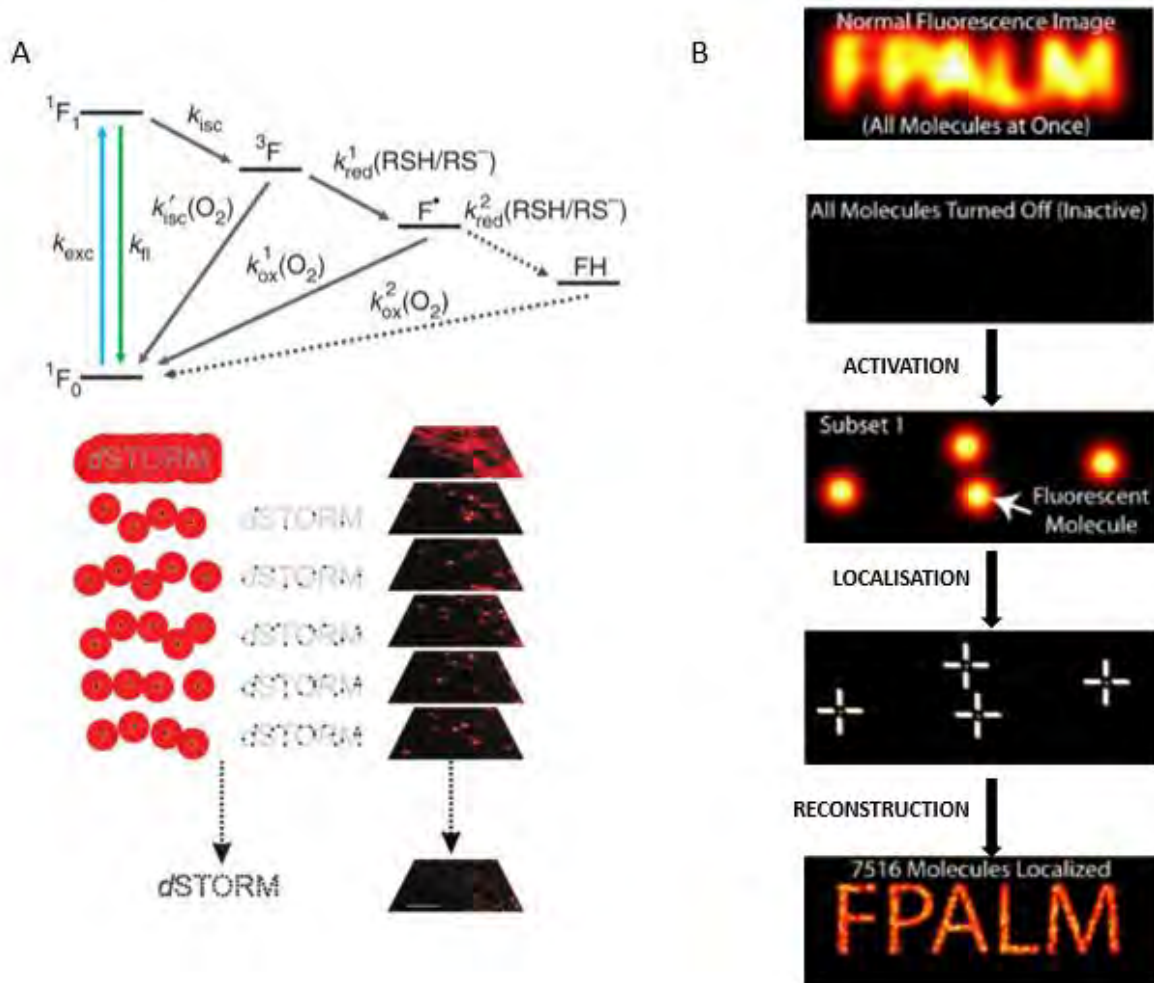 A
¹F₁
k_isc
³F
k¹_red(RSH/RS⁻)
k'_isc(O₂)
F•
k²_red(RSH/RS⁻)
k_exc
k_fl
k¹_ox(O₂)
FH
k²_ox(O₂)
¹F₀
dSTORM
dSTORM
dSTORM
dSTORM
dSTORM
dSTORM
dSTORM
B
Normal Fluorescence Image
FPALM
(All Molecules at Once)
All Molecules Turned Off (Inactive)
ACTIVATION
Subset 1
Fluorescent
Molecule
LOCALISATION
RECONSTRUCTION
7516 Molecules Localized
FPALM